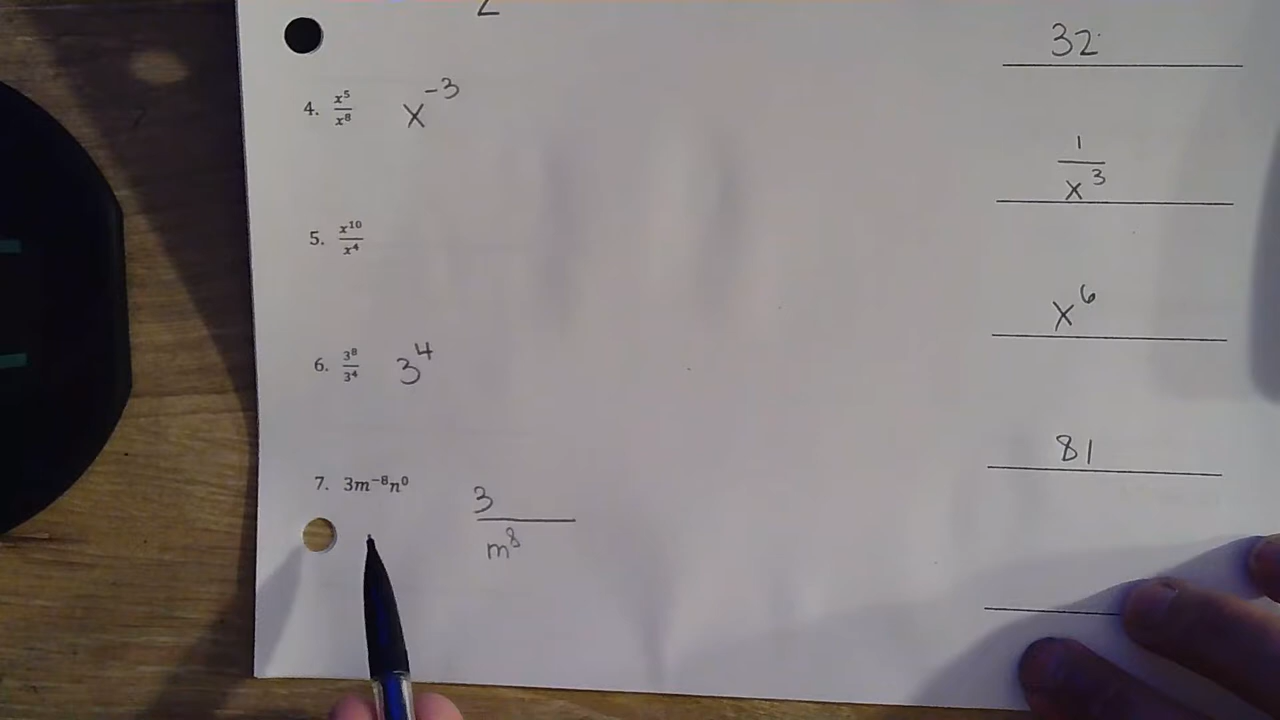 32
4. x⁵/x⁸ x⁻³
1/x³
5. x¹⁰/x⁴
x⁶
6. 3⁸/3⁴ 3⁴
81
7. 3m⁻⁸n⁰ 3/m⁸